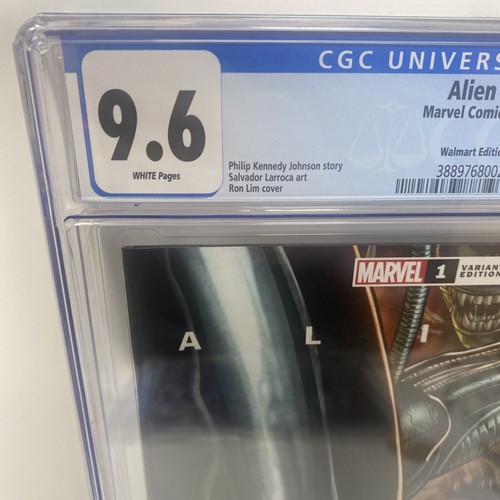 CGC UNIVERS
9.6
WHITE Pages
Alien
Marvel Comic
Walmart Editio
Philip Kennedy Johnson story
Salvador Larroca art
Ron Lim cover
388976800
MARVEL 1 VARIANT
EDITION
A L I